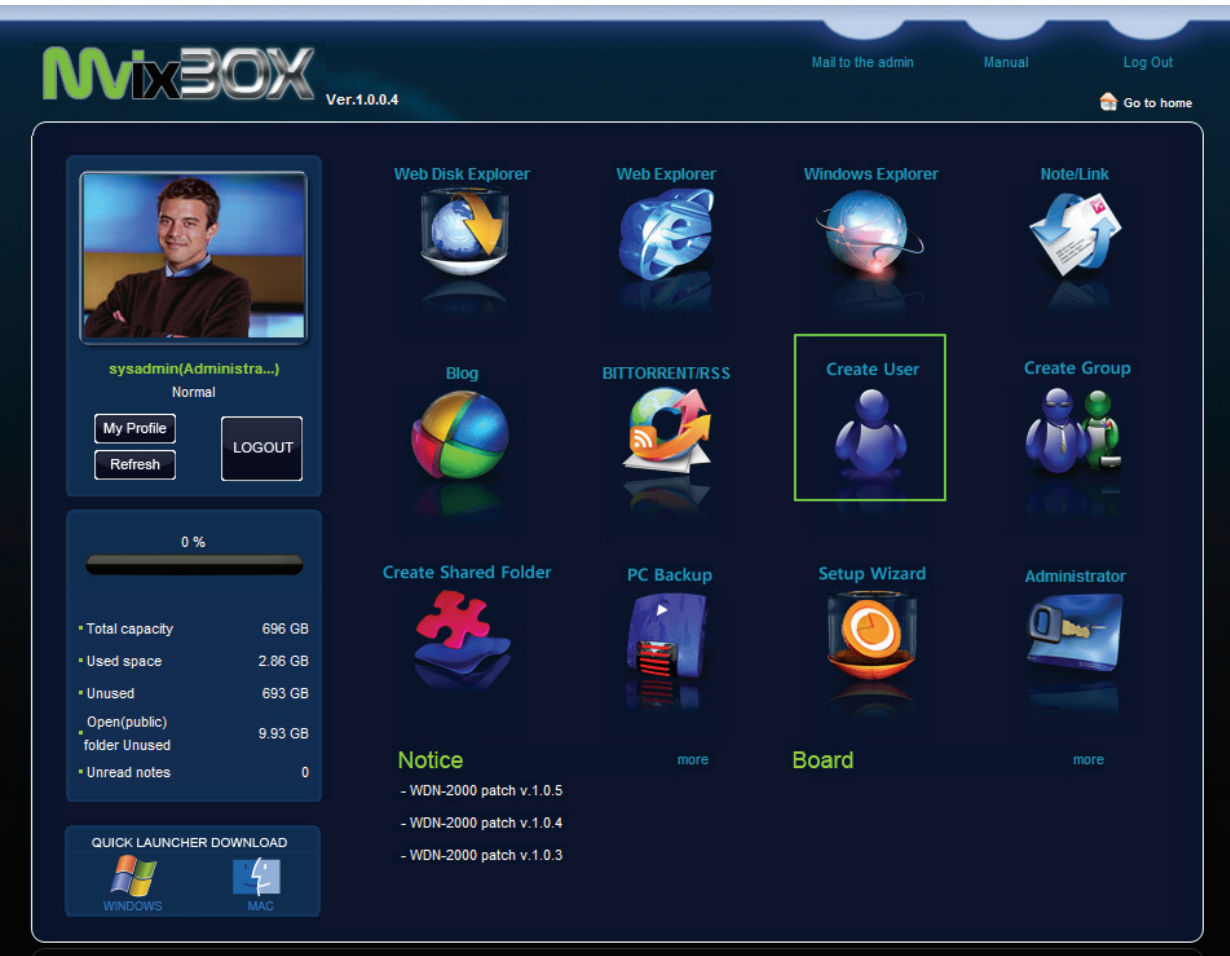 MvixBOX
Ver.1.0.0.4
Mail to the admin
Manual
Log Out
Go to home
sysadmin(Administra...)
Normal
My Profile
Refresh
LOGOUT
0 %
Total capacity 696 GB
Used space 2.86 GB
Unused 693 GB
Open(public)
folder Unused 9.93 GB
Unread notes 0
QUICK LAUNCHER DOWNLOAD
WINDOWS
MAC
Web Disk Explorer
Web Explorer
Windows Explorer
Note/Link
Blog
BITTORRENT/RSS
Create User
Create Group
Create Shared Folder
PC Backup
Setup Wizard
Administrator
Notice
more
- WDN-2000 patch v.1.0.5
- WDN-2000 patch v.1.0.4
- WDN-2000 patch v.1.0.3
Board
more